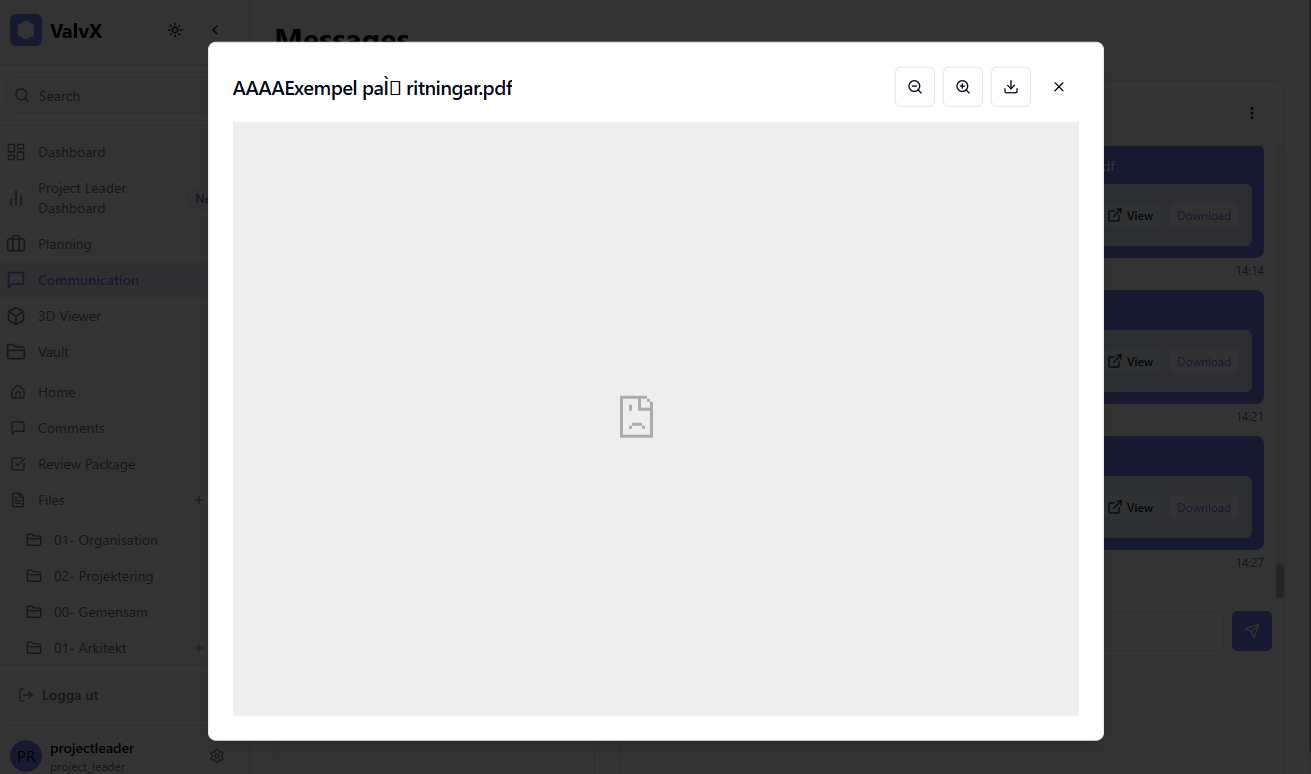 ValvX
Messages
AAAAExempel paÌ ritningar.pdf
Search
Dashboard
Project Leader
Dashboard
Planning
Communication
3D Viewer
Vault
Home
Comments
Review Package
Files
01- Organisation
02- Projektering
00- Gemensam
01- Arkitekt
Logga ut
PR
projectleader
project_leader
View
Download
14:14
View
Download
14:21
View
Download
14:27